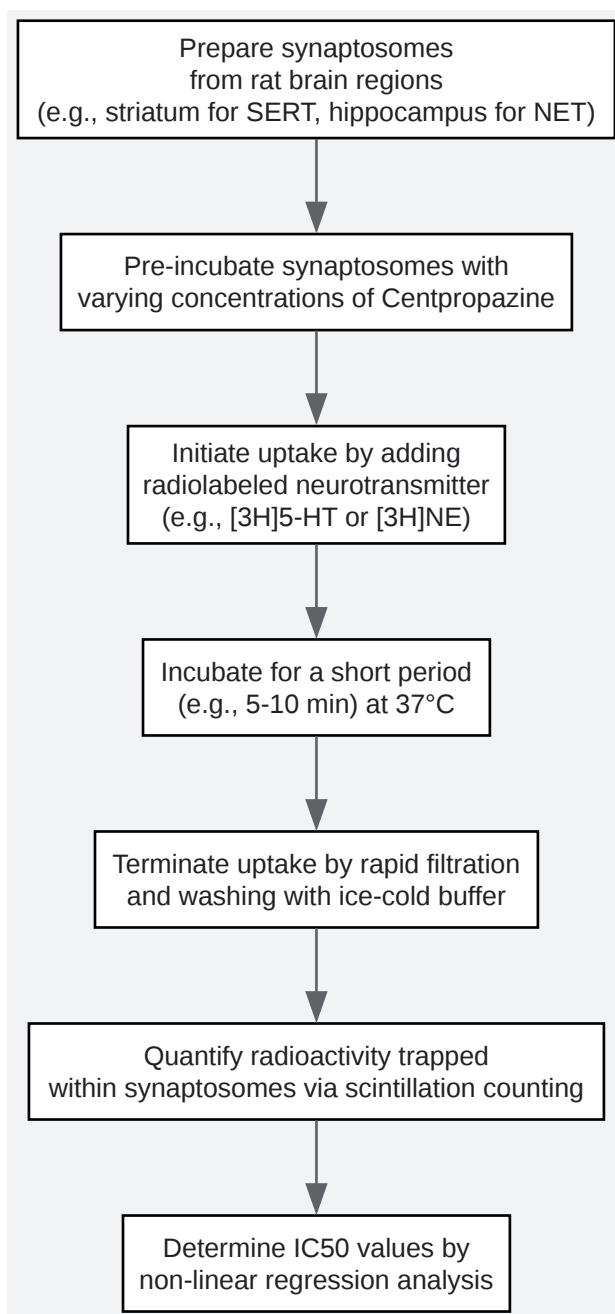 Prepare synaptosomes
from rat brain regions
(e.g., striatum for SERT, hippocampus for NET)
Pre-incubate synaptosomes with
varying concentrations of Centpropazine
Initiate uptake by adding
radiolabeled neurotransmitter
(e.g., [3H]5-HT or [3H]NE)
Incubate for a short period
(e.g., 5-10 min) at 37°C
Terminate uptake by rapid filtration
and washing with ice-cold buffer
Quantify radioactivity trapped
within synaptosomes via scintillation counting
Determine IC50 values by
non-linear regression analysis